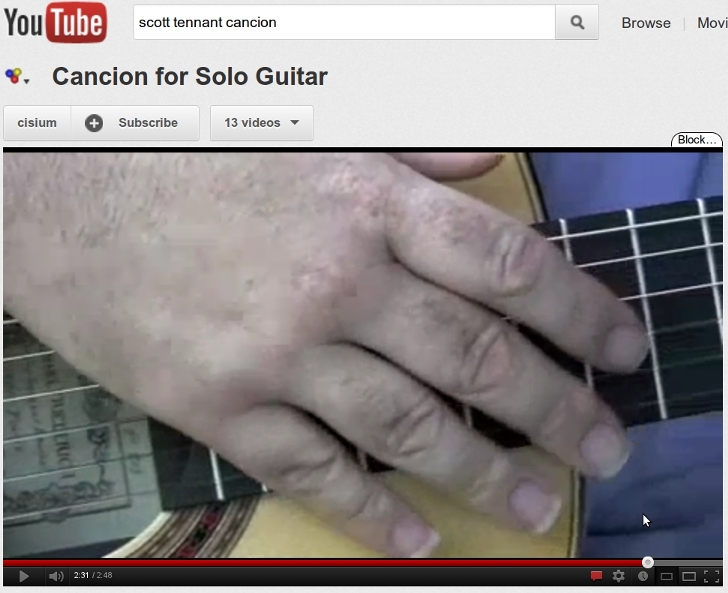 YouTube
scott tennant cancion
Browse
Movi
Cancion for Solo Guitar
cisium
Subscribe
13 videos
Block...
2:31 / 2:48